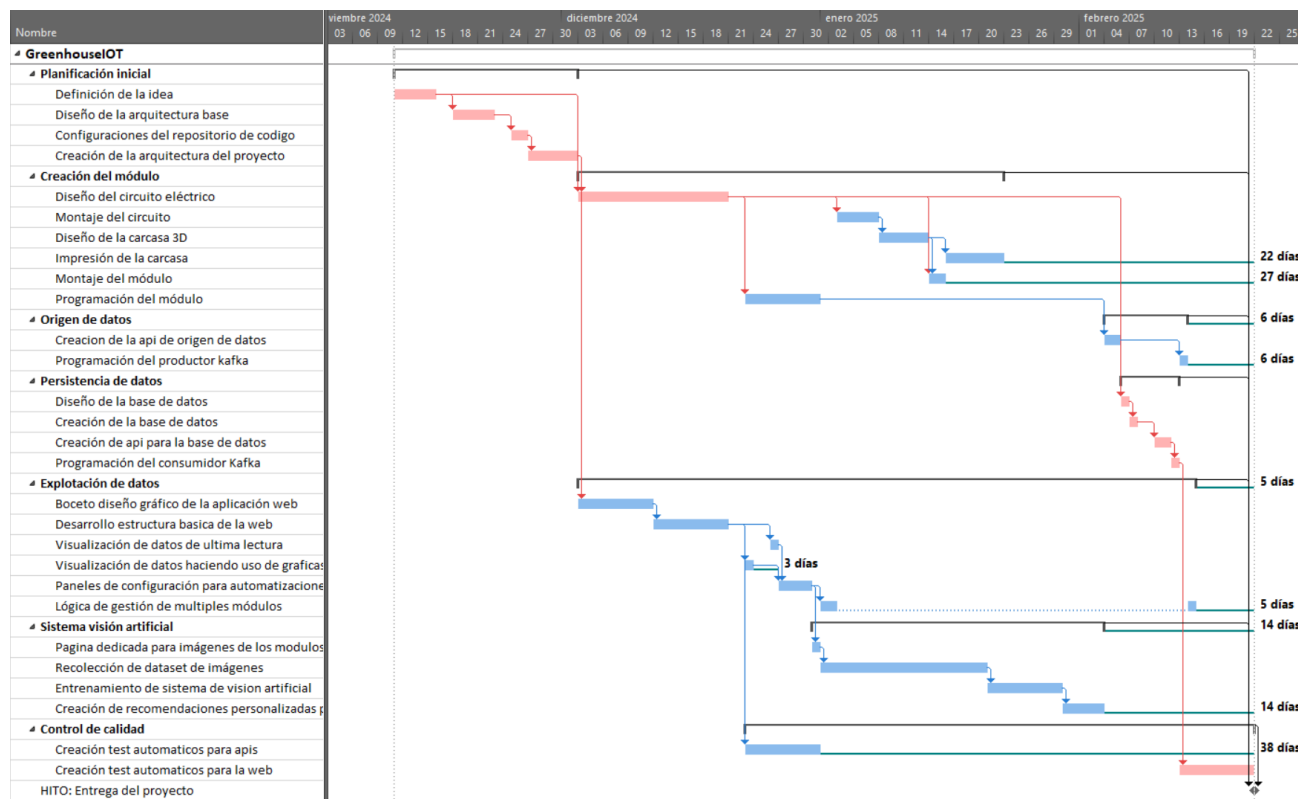 viembre 2024 diciembre 2024 enero 2025 febrero 2025
Nombre 03 06 09 12 15 18 21 24 27 30 03 06 09 12 15 18 21 24 27 30 02 05 08 11 14 17 20 23 26 29 01 04 07 10 13 16 19 22 25
GreenhouseIOT
Planificación inicial
Definición de la idea
Diseño de la arquitectura base
Configuraciones del repositorio de codigo
Creación de la arquitectura del proyecto
Creación del módulo
Diseño del circuito eléctrico
Montaje del circuito
Diseño de la carcasa 3D
Impresión de la carcasa 22 días
Montaje del módulo 27 días
Programación del módulo
Origen de datos 6 días
Creacion de la api de origen de datos
Programación del productor kafka 6 días
Persistencia de datos
Diseño de la base de datos
Creación de la base de datos
Creación de api para la base de datos
Programación del consumidor Kafka
Explotación de datos 5 días
Boceto diseño gráfico de la aplicación web
Desarrollo estructura basica de la web
Visualización de datos de ultima lectura
Visualización de datos haciendo uso de graficas 3 días
Paneles de configuración para automatizacione
Lógica de gestión de multiples módulos 5 días
Sistema visión artificial 14 días
Pagina dedicada para imágenes de los modulos
Recolección de dataset de imágenes
Entrenamiento de sistema de vision artificial
Creación de recomendaciones personalizadas p 14 días
Control de calidad
Creación test automaticos para apis 38 días
Creación test automaticos para la web
HITO: Entrega del proyecto